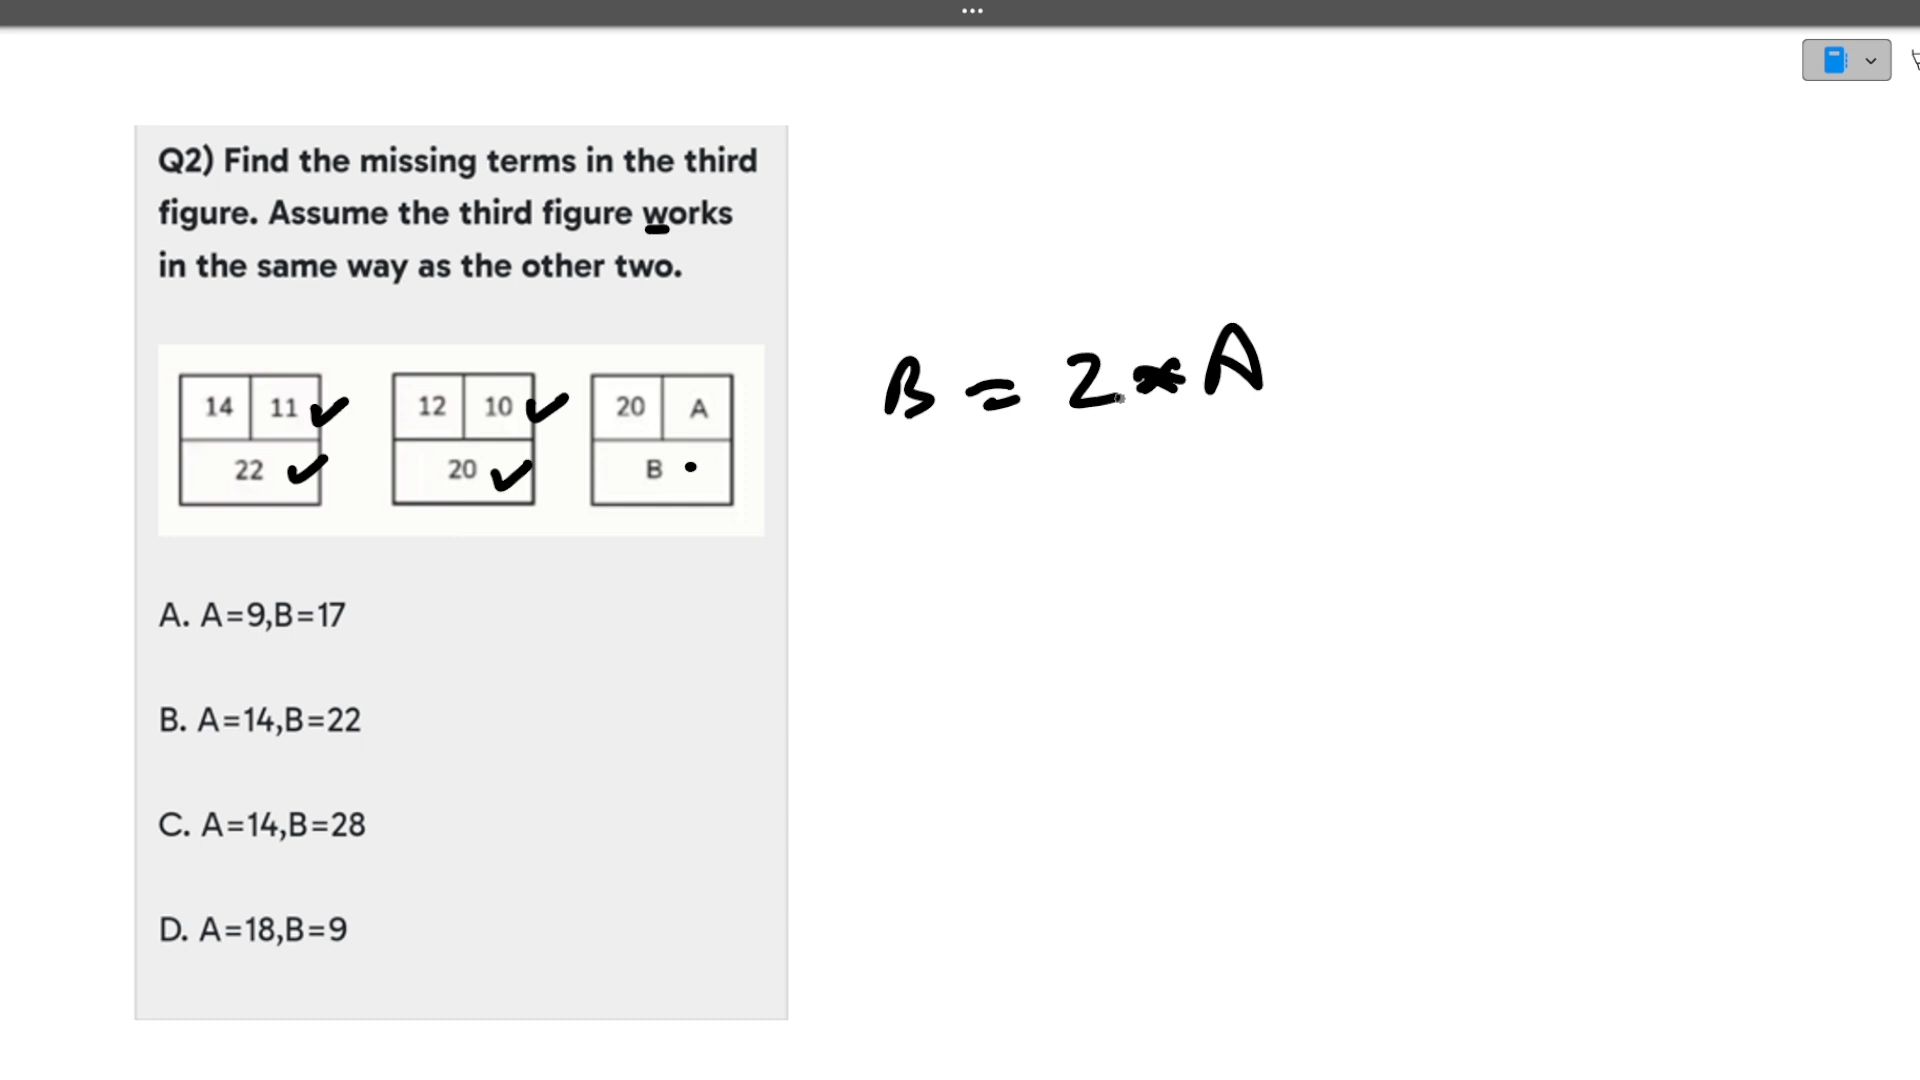 Q2) Find the missing terms in the third
figure. Assume the third figure works
in the same way as the other two.
14 11 12 10 20 A
22 20 B
B = 2 * A
A. A=9,B=17
B. A=14,B=22
C. A=14,B=28
D. A=18,B=9